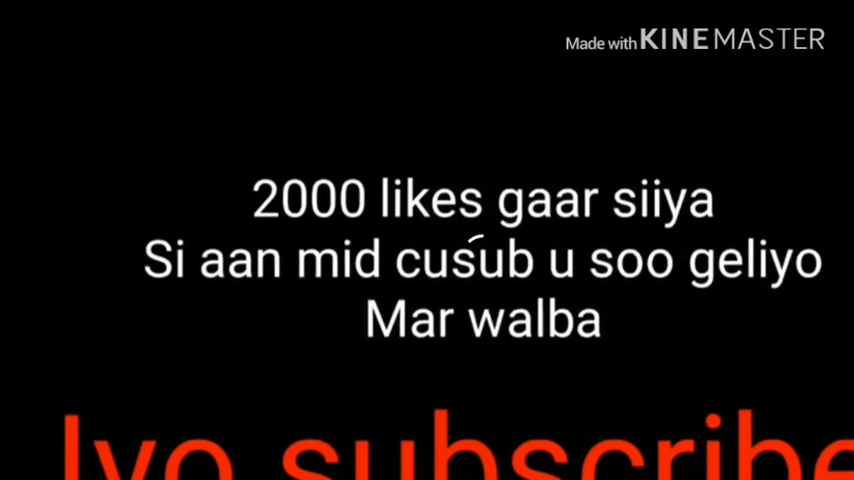 Made with KINEMASTER
2000 likes gaar siiya
Si aan mid cusub u soo geliyo
Mar walba
Iyo subscribe